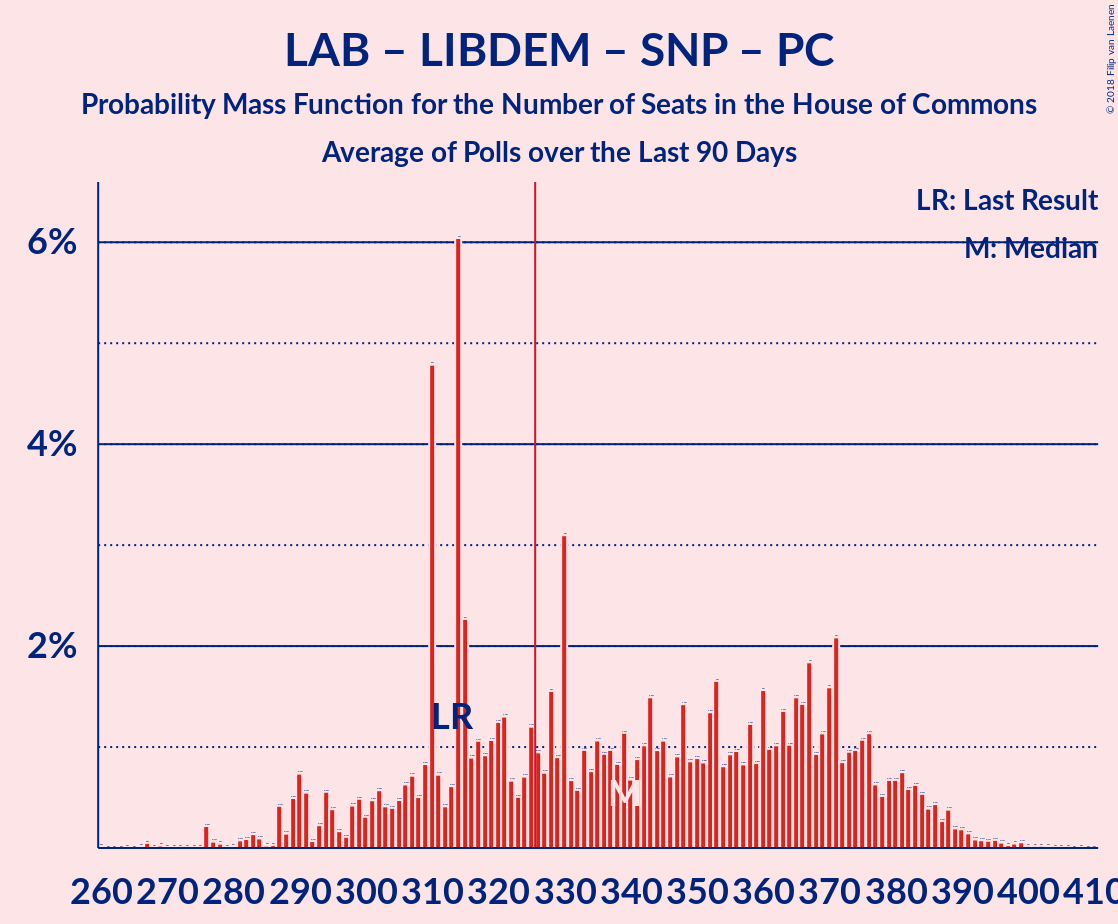 LAB – LIBDEM – SNP – PC
Probability Mass Function for the Number of Seats in the House of Commons
Average of Polls over the Last 90 Days
© 2018 Filip van Laenen
LR: Last Result
M: Median
6%
4%
2%
LR
M
260 270 280 290 300 310 320 330 340 350 360 370 380 390 400 410